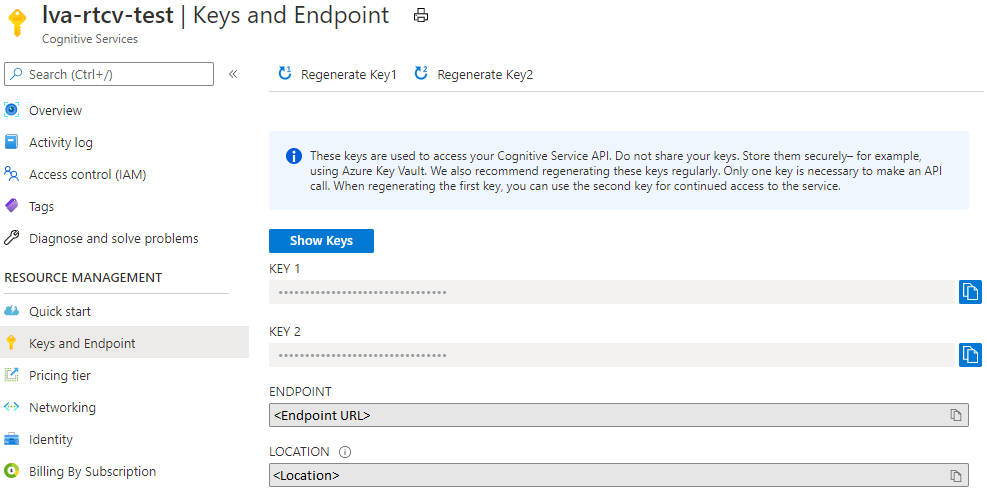 lva-rtcv-test | Keys and Endpoint
Cognitive Services
Search (Ctrl+/)
«
Overview
Activity log
Access control (IAM)
Tags
Diagnose and solve problems
RESOURCE MANAGEMENT
Quick start
Keys and Endpoint
Pricing tier
Networking
Identity
Billing By Subscription
Regenerate Key1
Regenerate Key2
These keys are used to access your Cognitive Service API. Do not share your keys. Store them securely– for example,
using Azure Key Vault. We also recommend regenerating these keys regularly. Only one key is necessary to make an API
call. When regenerating the first key, you can use the second key for continued access to the service.
Show Keys
KEY 1
••••••••••••••••••••••••••••••••
KEY 2
••••••••••••••••••••••••••••••••
ENDPOINT
<Endpoint URL>
LOCATION
<Location>